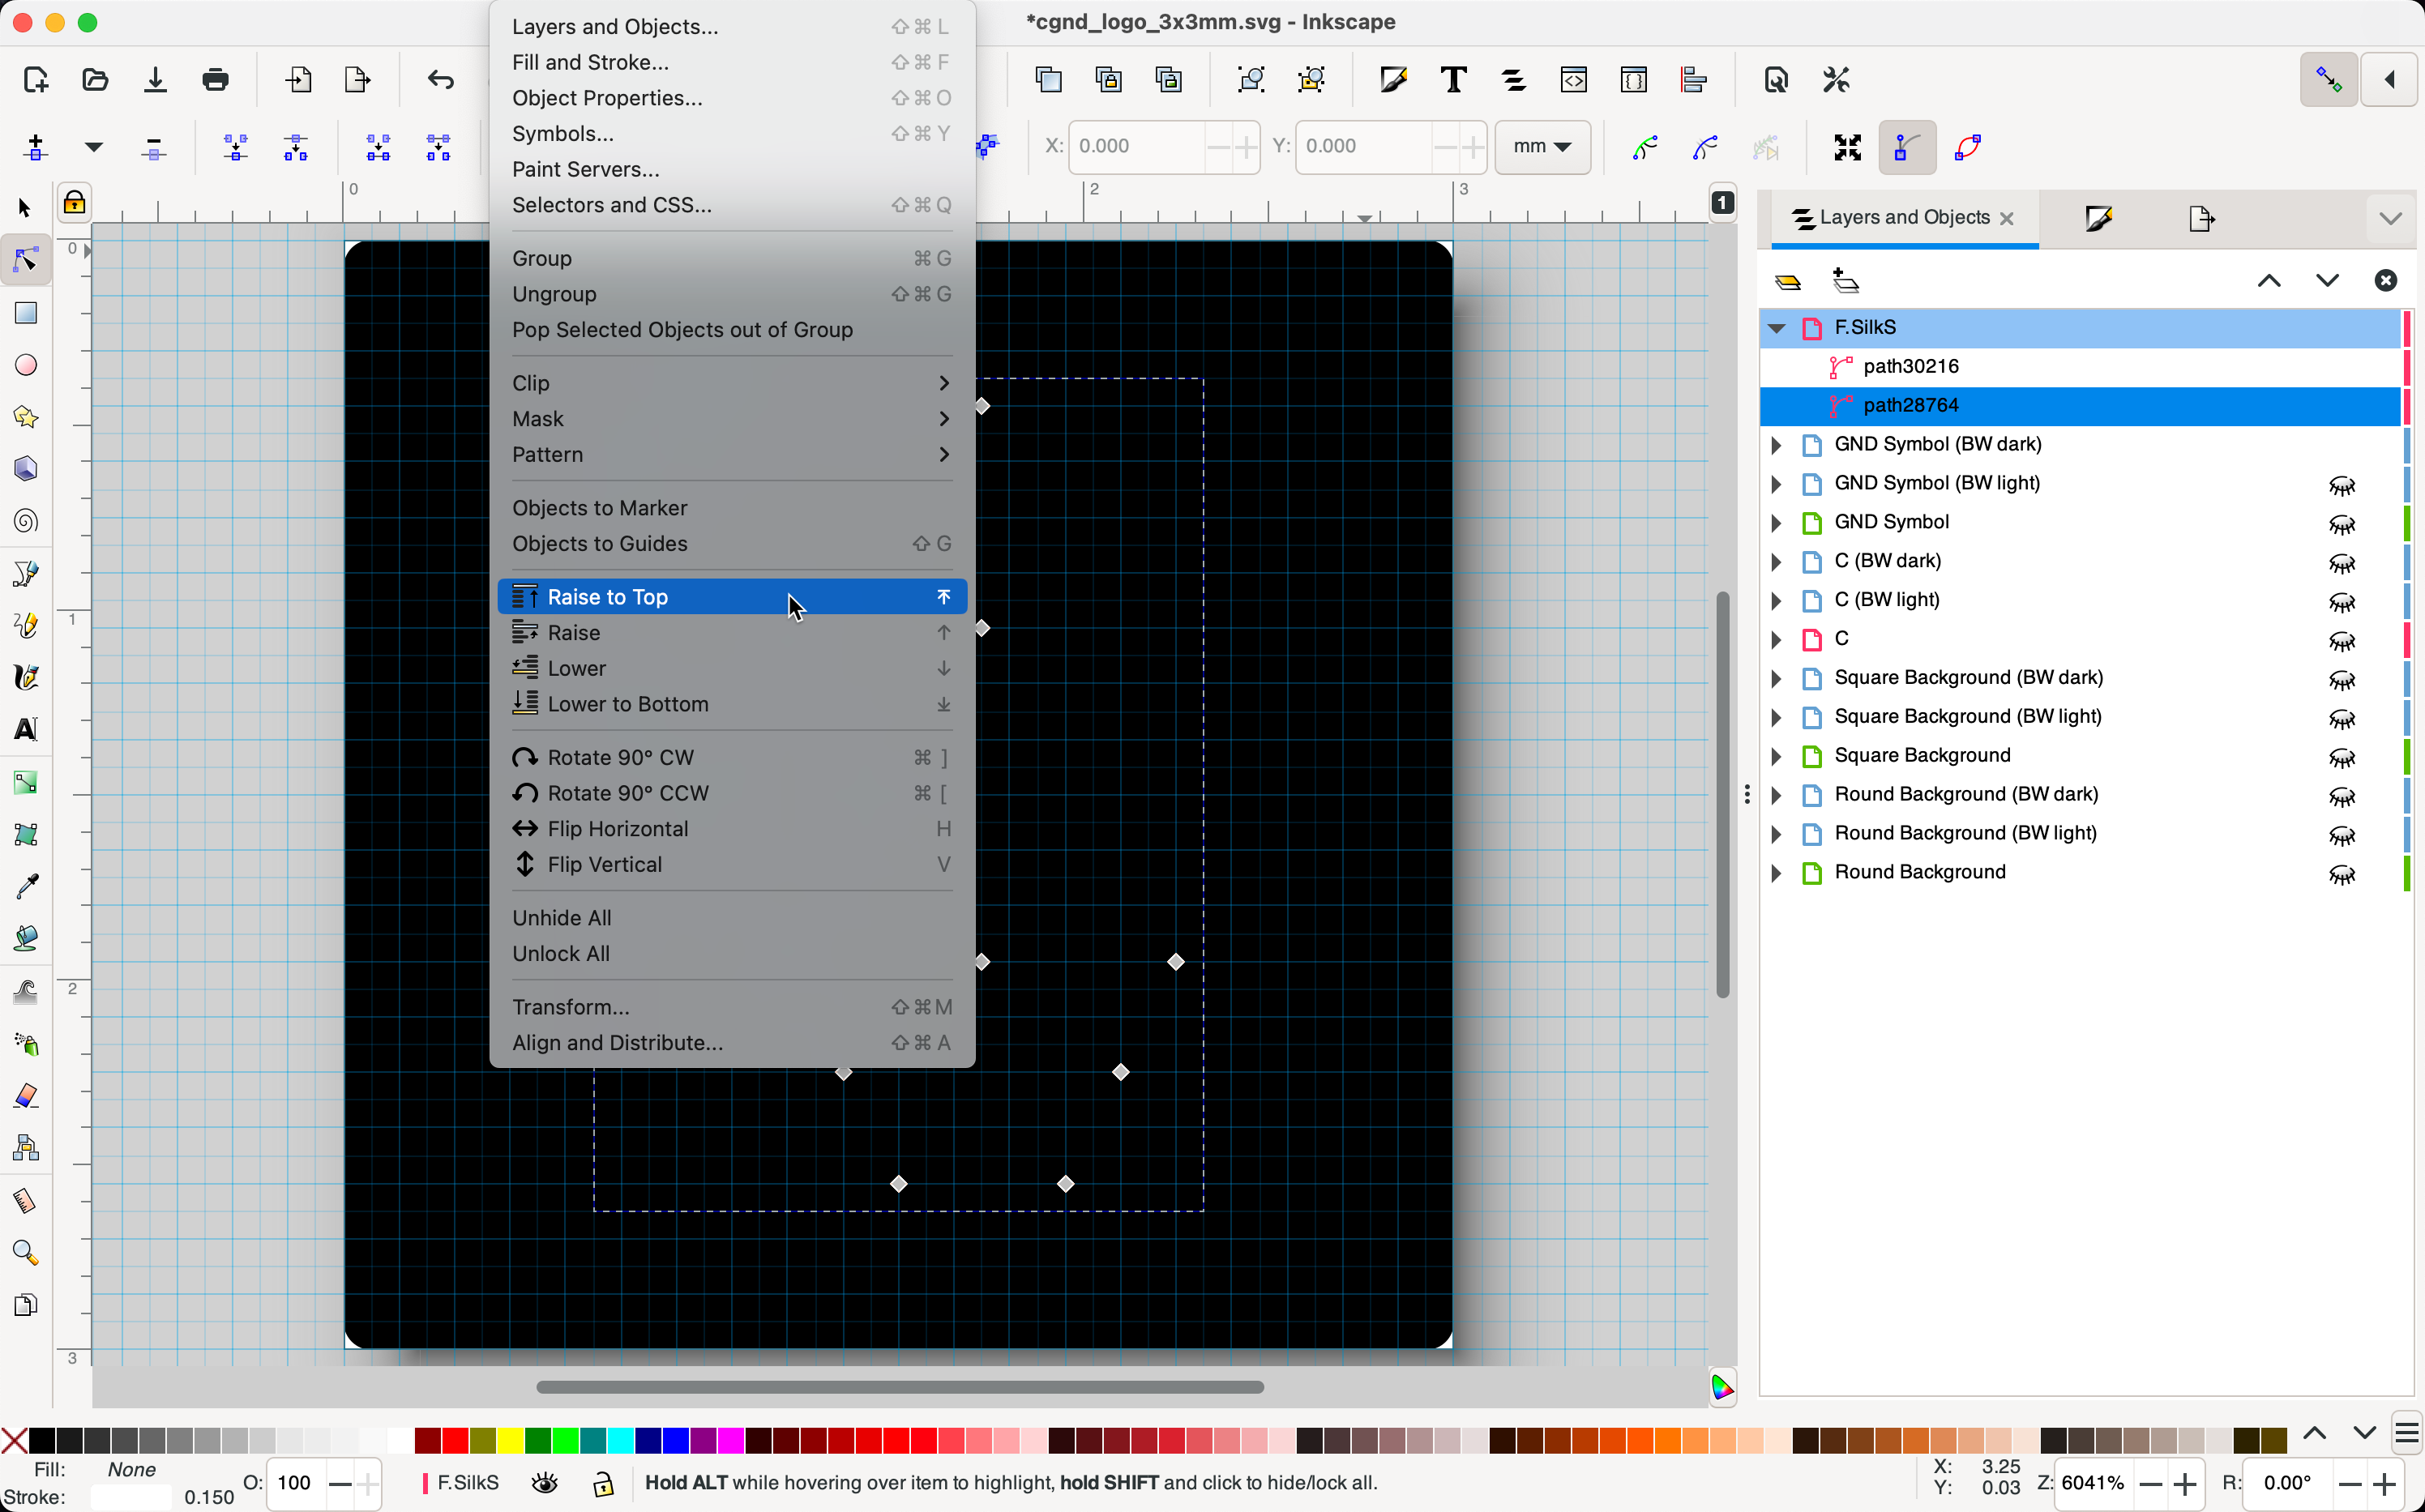 *cgnd_logo_3x3mm.svg - Inkscape
Layers and Objects... ⇧⌘L
Fill and Stroke... ⇧⌘F
Object Properties... ⇧⌘O
Symbols... ⇧⌘Y
Paint Servers...
Selectors and CSS... ⇧⌘Q
Group ⌘G
Ungroup ⇧⌘G
Pop Selected Objects out of Group
Clip
Mask
Pattern
Objects to Marker
Objects to Guides ⇧G
Raise to Top
Raise ↑
Lower ↓
Lower to Bottom
Rotate 90° CW ⌘]
Rotate 90° CCW ⌘[
Flip Horizontal H
Flip Vertical V
Unhide All
Unlock All
Transform... ⇧⌘M
Align and Distribute... ⇧⌘A
X: 0.000 Y: 0.000 mm
0 2 3
1
0
1
2
3
Layers and Objects
F.SilkS
path30216
path28764
GND Symbol (BW dark)
GND Symbol (BW light)
GND Symbol
C (BW dark)
C (BW light)
C
Square Background (BW dark)
Square Background (BW light)
Square Background
Round Background (BW dark)
Round Background (BW light)
Round Background
Fill: None
Stroke: 0.150
O: 100
F.SilkS
Hold ALT while hovering over item to highlight, hold SHIFT and click to hide/lock all.
X: 3.25
Y: 0.03
Z: 6041%
R: 0.00°